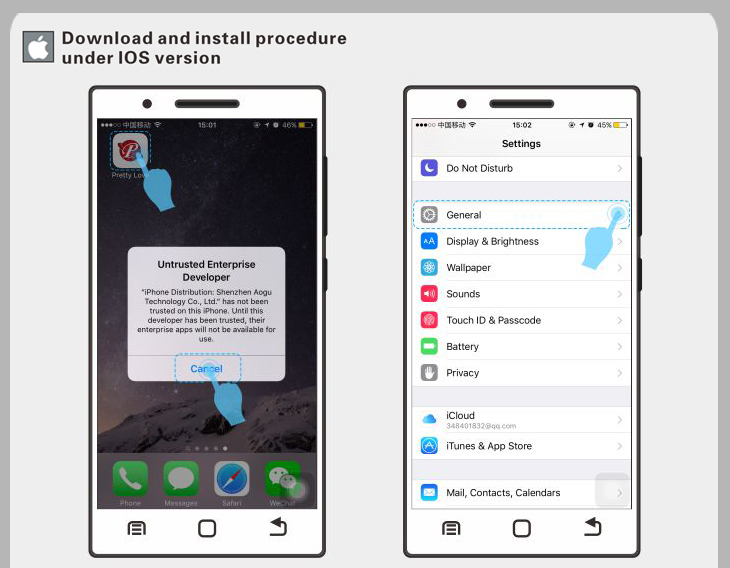 Download and install procedure
under IOS version
中国移动
15:01
46%
Pretty Lov
Untrusted Enterprise
Developer
"iPhone Distribution: Shenzhen Aogu
Technology Co., Ltd." has not been
trusted on this iPhone. Until this
developer has been trusted, their
enterprise apps will not be available for
use.
Cancel
Phone
Messages
Safari
WeChat
中国移动
15:02
45%
Settings
Do Not Disturb
General
AA
Display & Brightness
Wallpaper
Sounds
Touch ID & Passcode
Battery
Privacy
iCloud
348401832@qq.com
iTunes & App Store
Mail, Contacts, Calendars